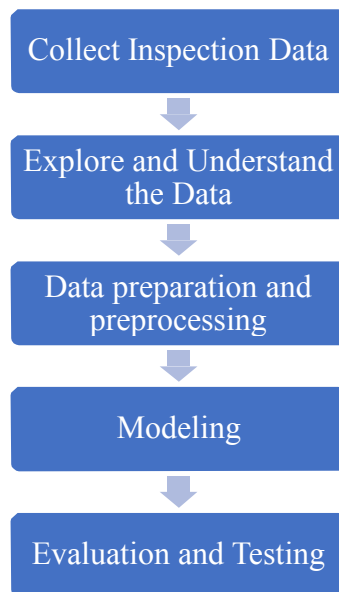 Collect Inspection Data
Explore and Understand
the Data
Data preparation and
preprocessing
Modeling
Evaluation and Testing